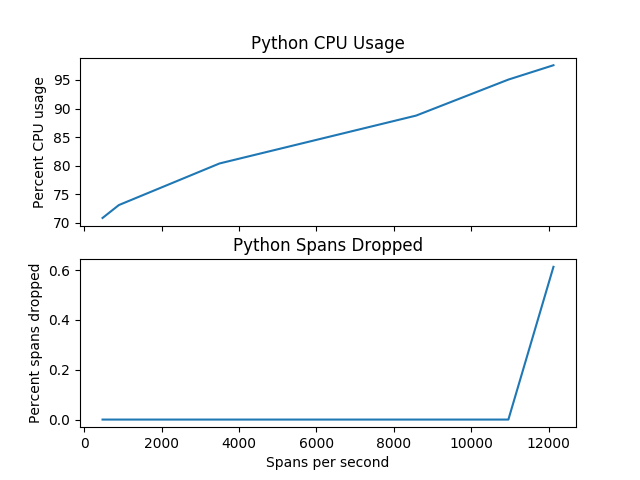 Python CPU Usage
Percent CPU usage
95
90
85
80
75
70
Python Spans Dropped
Percent spans dropped
0.6
0.4
0.2
0.0
0 2000 4000 6000 8000 10000 12000
Spans per second